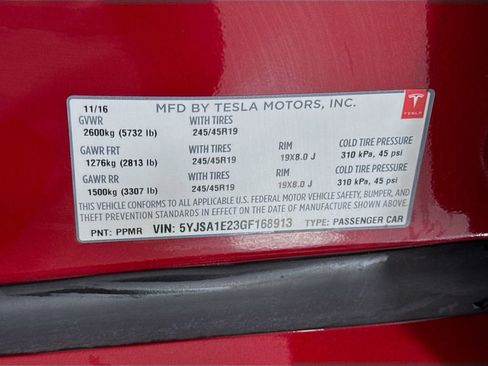 11/16 MFD BY TESLA MOTORS, INC.
TESLA
GVWR WITH TIRES
2600kg (5732 lb) 245/45R19
GAWR FRT WITH TIRES RIM COLD TIRE PRESSURE
1276kg (2813 lb) 245/45R19 19X8.0 J 310 kPa, 45 psi
GAWR RR WITH TIRES RIM COLD TIRE PRESSURE
1500kg (3307 lb) 245/45R19 19X8.0 J 310 kPa, 45 psi
THIS VEHICLE CONFORMS TO ALL APPLICABLE U.S. FEDERAL MOTOR VEHICLE SAFETY, BUMPER, AND
THEFT PREVENTION STANDARDS IN EFFECT ON THE DATE OF MANUFACTURE SHOWN ABOVE.
PNT: PPMR VIN: 5YJSA1E23GF168913 TYPE: PASSENGER CAR